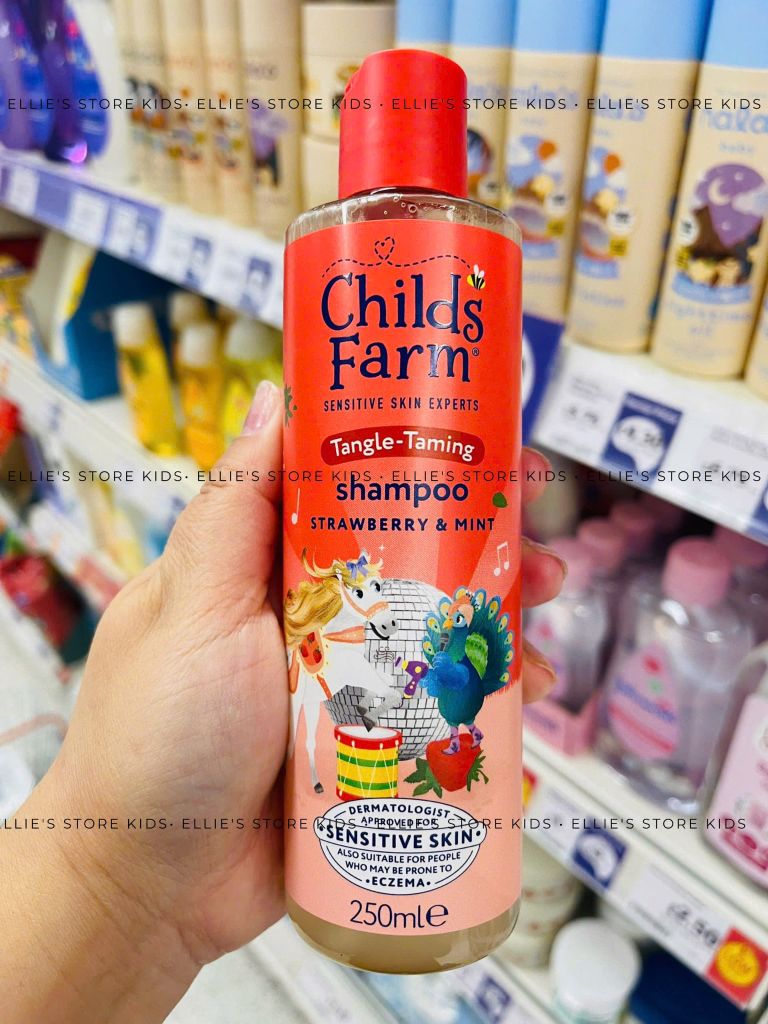 ELLIE'S STORE KIDS• ELLIE'S STORE KIDS • ELLIE'S STORE KIDS • ELLIE'S STORE KIDS
Childs
Farm®
SENSITIVE SKIN EXPERTS
Tangle-Taming
ELLIE'S STORE KIDS• ELLIE'S STORE KIDS • ELLIE'S STORE KIDS • ELLIE'S STORE KIDS
shampoo
STRAWBERRY & MINT
DERMATOLOGIST
APPROVED FOR
ELLIE'S STORE KIDS• ELLIE'S STORE KIDS • ELLIE'S STORE KIDS • ELLIE'S STORE KIDS
•SENSITIVE SKIN•
ALSO SUITABLE FOR PEOPLE
WHO MAY BE PRONE TO
•ECZEMA•
250ml℮